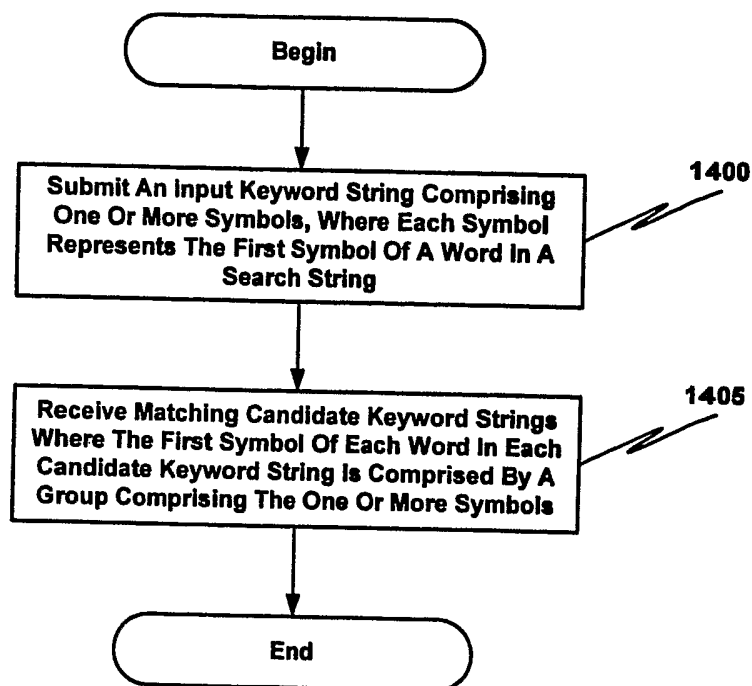 Begin
1400
Submit An Input Keyword String Comprising
One Or More Symbols, Where Each Symbol
Represents The First Symbol Of A Word In A
Search String
1405
Receive Matching Candidate Keyword Strings
Where The First Symbol Of Each Word In Each
Candidate Keyword String Is Comprised By A
Group Comprising The One Or More Symbols
End